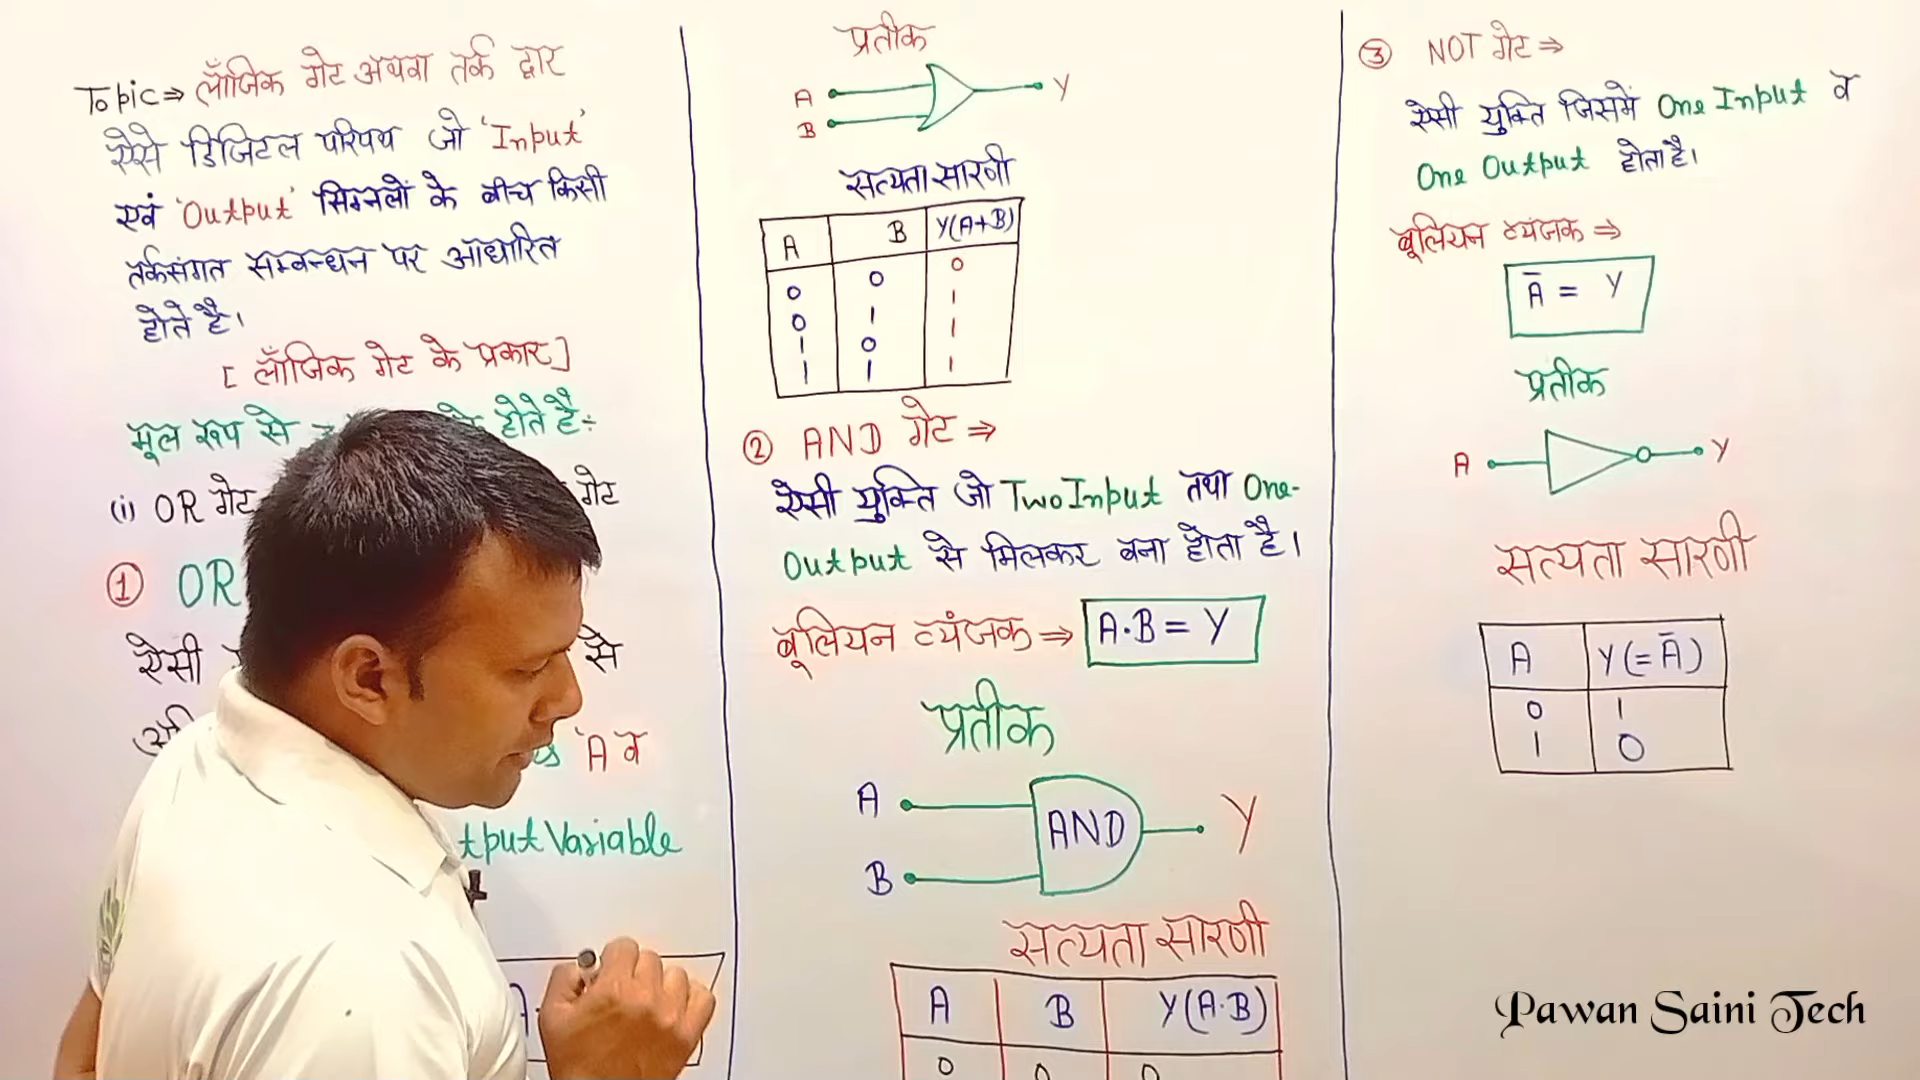 Topic⇒ लॉजिक गेट अथवा तर्क द्वार
ऐसे डिजिटल परिपथ जो 'Input'
एवं 'Output' सिग्नलों के बीच किसी
तर्कसंगत सम्बन्धन पर आधारित
होते है।
[ लॉजिक गेट के प्रकार ]
मूल रूप से होते है÷
(i) OR गेट गेट
① OR
ऐसी से
'A व
tput Variable
A
प्रतीक
A Y
B
सत्यता सारणी
A B Y(A+B)
0 0 0
0 1 1
1 0 1
1 1 1
② AND गेट ⇒
ऐसी युक्ति जो Two Input तथा One-
Output से मिलकर बना होता है।
बूलियन व्यंजक ⇒ A·B = Y
प्रतीक
A
AND Y
B
सत्यता सारणी
A B Y(A·B)
0 0 0
③ NOT गेट ⇒
ऐसी युक्ति जिसमें One Input व
One Output होता है।
बूलियन व्यंजक ⇒
Ā = Y
प्रतीक
A Y
सत्यता सारणी
A Y(=Ā)
0 1
1 0
Pawan Saini Tech